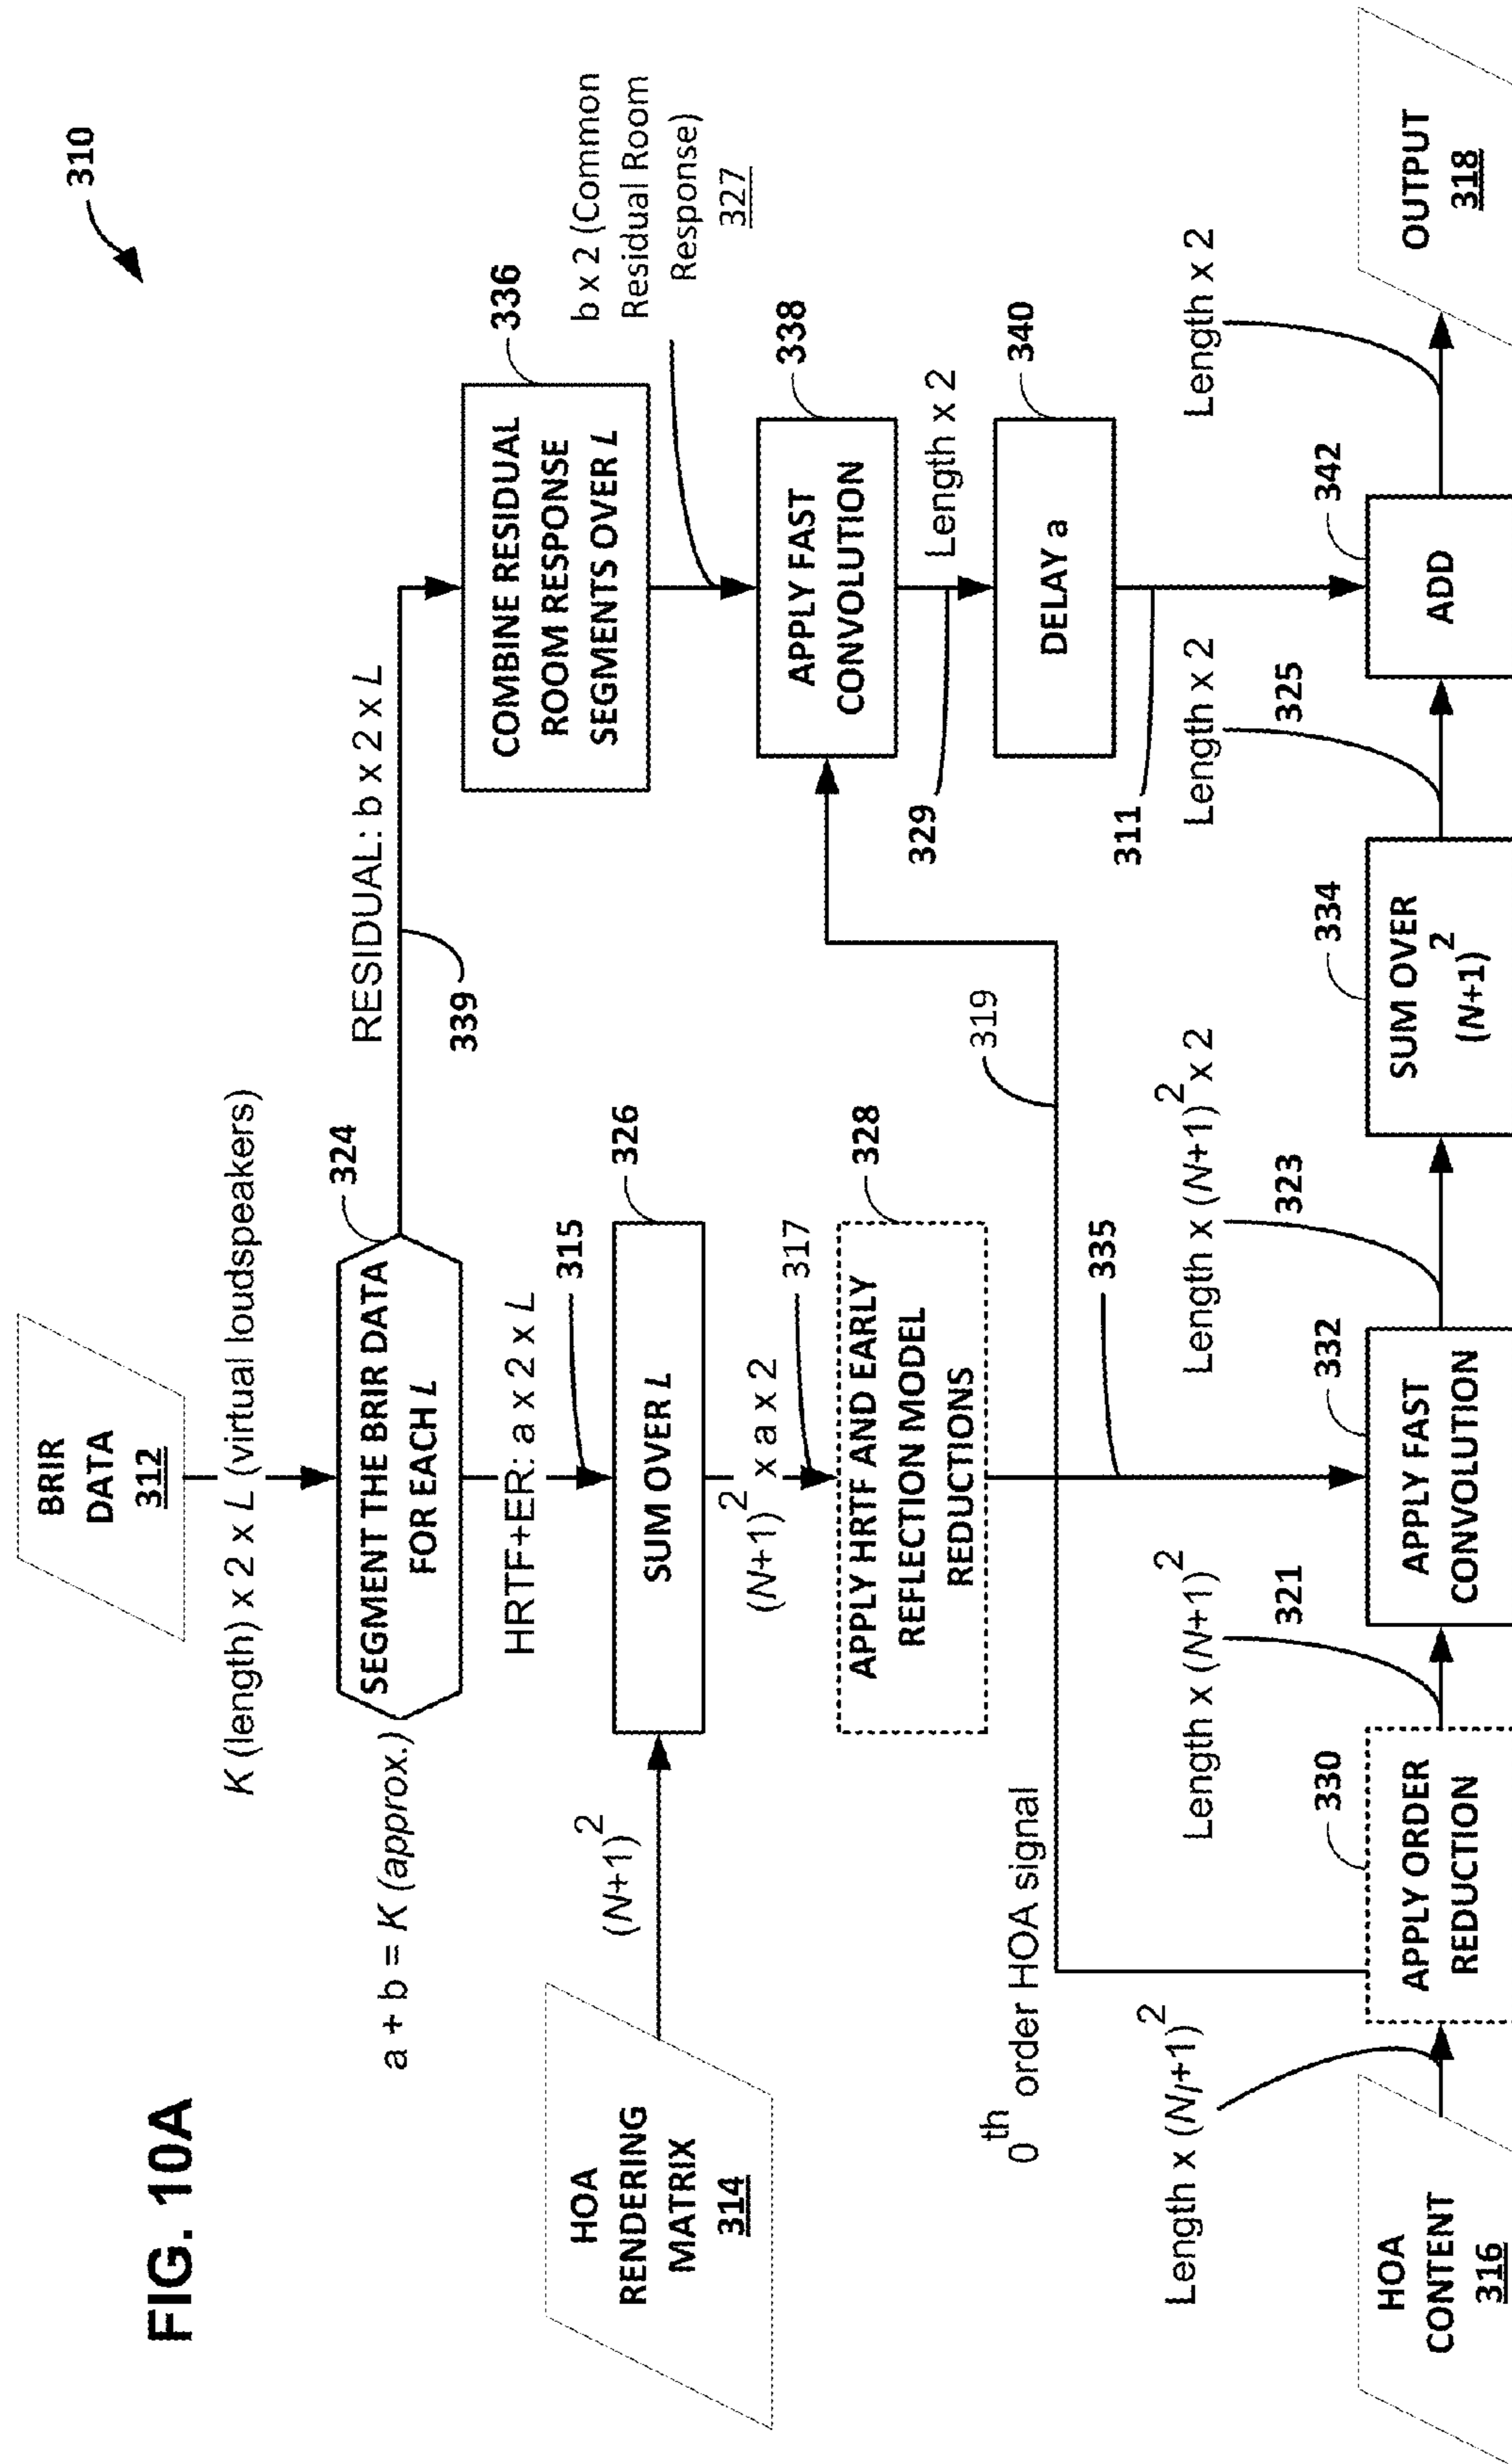 FIG. 10A
310
BRIR
DATA
312
K (length) x 2 x L (virtual loudspeakers)
324
SEGMENT THE BRIR DATA
FOR EACH L
a + b = K (approx.)
RESIDUAL: b x 2 x L
339
HRTF+ER: a x 2 x L
315
HOA
RENDERING
MATRIX
314
(N+1)²
326
SUM OVER L
(N+1)² x a x 2
317
328
APPLY HRTF AND EARLY
REFLECTION MODEL
REDUCTIONS
336
COMBINE RESIDUAL
ROOM RESPONSE
SEGMENTS OVER L
b x 2 (Common
Residual Room
Response)
327
338
APPLY FAST
CONVOLUTION
329
Length x 2
340
DELAY a
311
0th order HOA signal
319
335
HOA
CONTENT
316
Length x (Nᵢ+1)²
330
APPLY ORDER
REDUCTION
Length x (N+1)²
321
332
APPLY FAST
CONVOLUTION
Length x (N+1)² x 2
323
334
SUM OVER
(N+1)²
Length x 2
325
342
ADD
Length x 2
OUTPUT
318